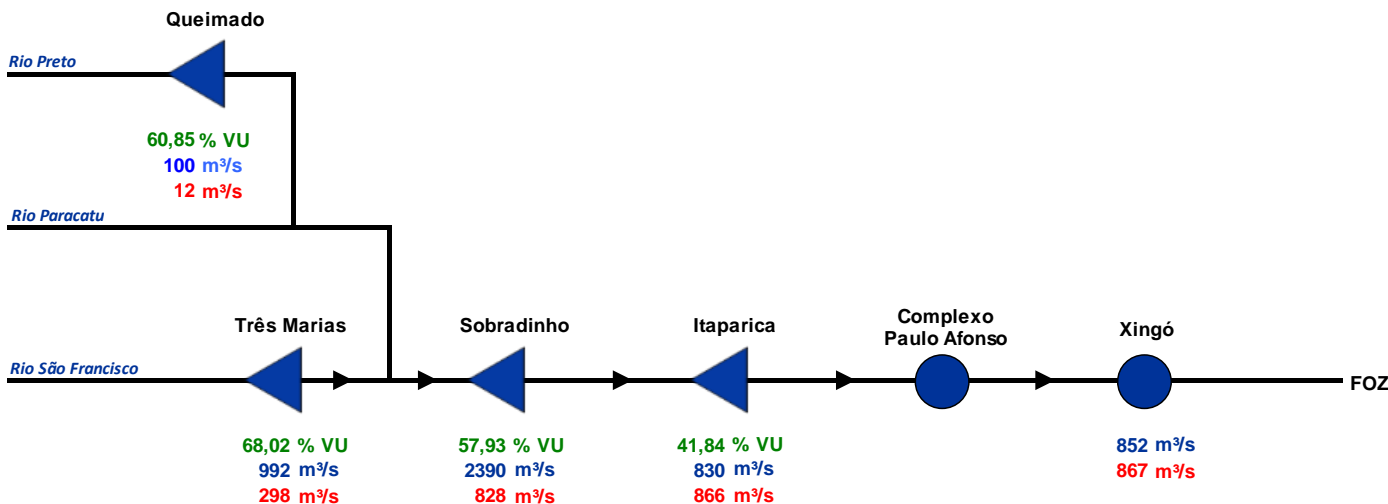 Queimado
Rio Preto
60,85 % VU
100 m³/s
12 m³/s
Rio Paracatu
Três Marias
Sobradinho
Itaparica
Complexo
Paulo Afonso
Xingó
Rio São Francisco
FOZ
68,02 % VU
992 m³/s
298 m³/s
57,93 % VU
2390 m³/s
828 m³/s
41,84 % VU
830 m³/s
866 m³/s
852 m³/s
867 m³/s